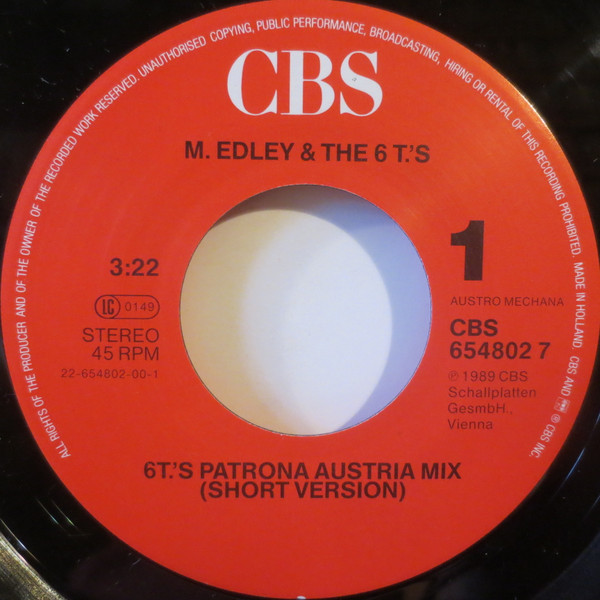 ALL RIGHTS OF THE PRODUCER AND OF THE OWNER OF THE RECORDED WORK RESERVED. UNAUTHORISED COPYING, PUBLIC PERFORMANCE, BROADCASTING, HIRING OR RENTAL OF THIS RECORDING PROHIBITED. MADE IN HOLLAND. CBS AND ® CBS INC.
CBS
M. EDLEY & THE 6 T.'S
3:22
LC 0149
STEREO
45 RPM
22-654802-00-1
1
AUSTRO MECHANA
CBS
654802 7
℗ 1989 CBS
Schallplatten
GesmbH.,
Vienna
6T.'S PATRONA AUSTRIA MIX
(SHORT VERSION)